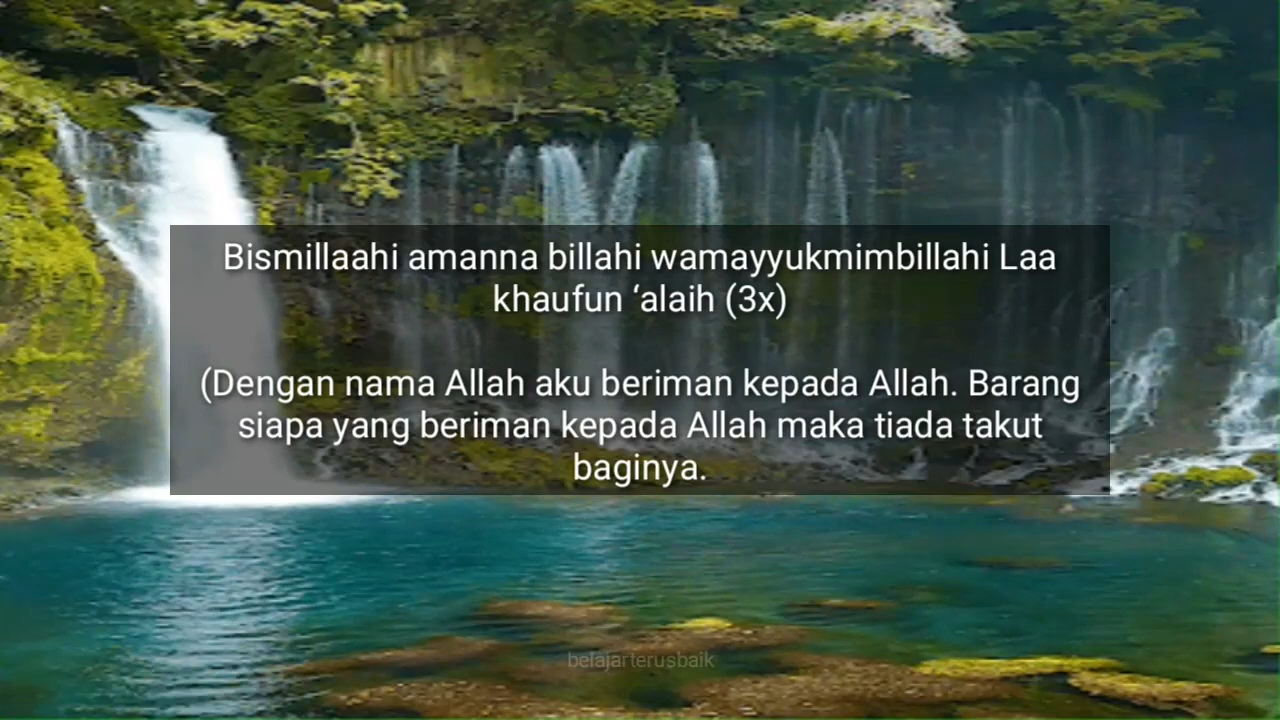 Bismillaahi amanna billahi wamayyukmimbillahi Laa
khaufun ‘alaih (3x)
(Dengan nama Allah aku beriman kepada Allah. Barang
siapa yang beriman kepada Allah maka tiada takut
baginya.
belajarterusbaik